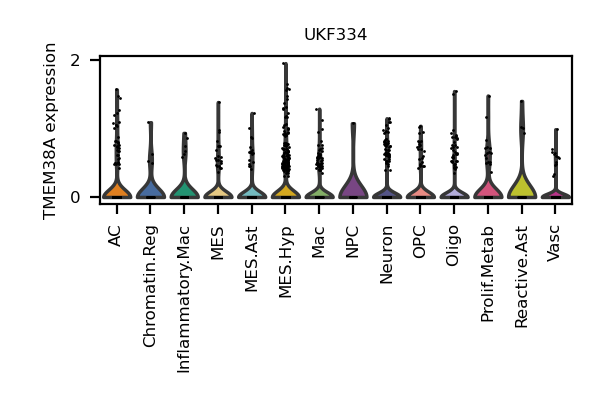 UKF334
TMEM38A expression
2
0
AC
Chromatin.Reg
Inflammatory.Mac
MES
MES.Ast
MES.Hyp
Mac
NPC
Neuron
OPC
Oligo
Prolif.Metab
Reactive.Ast
Vasc